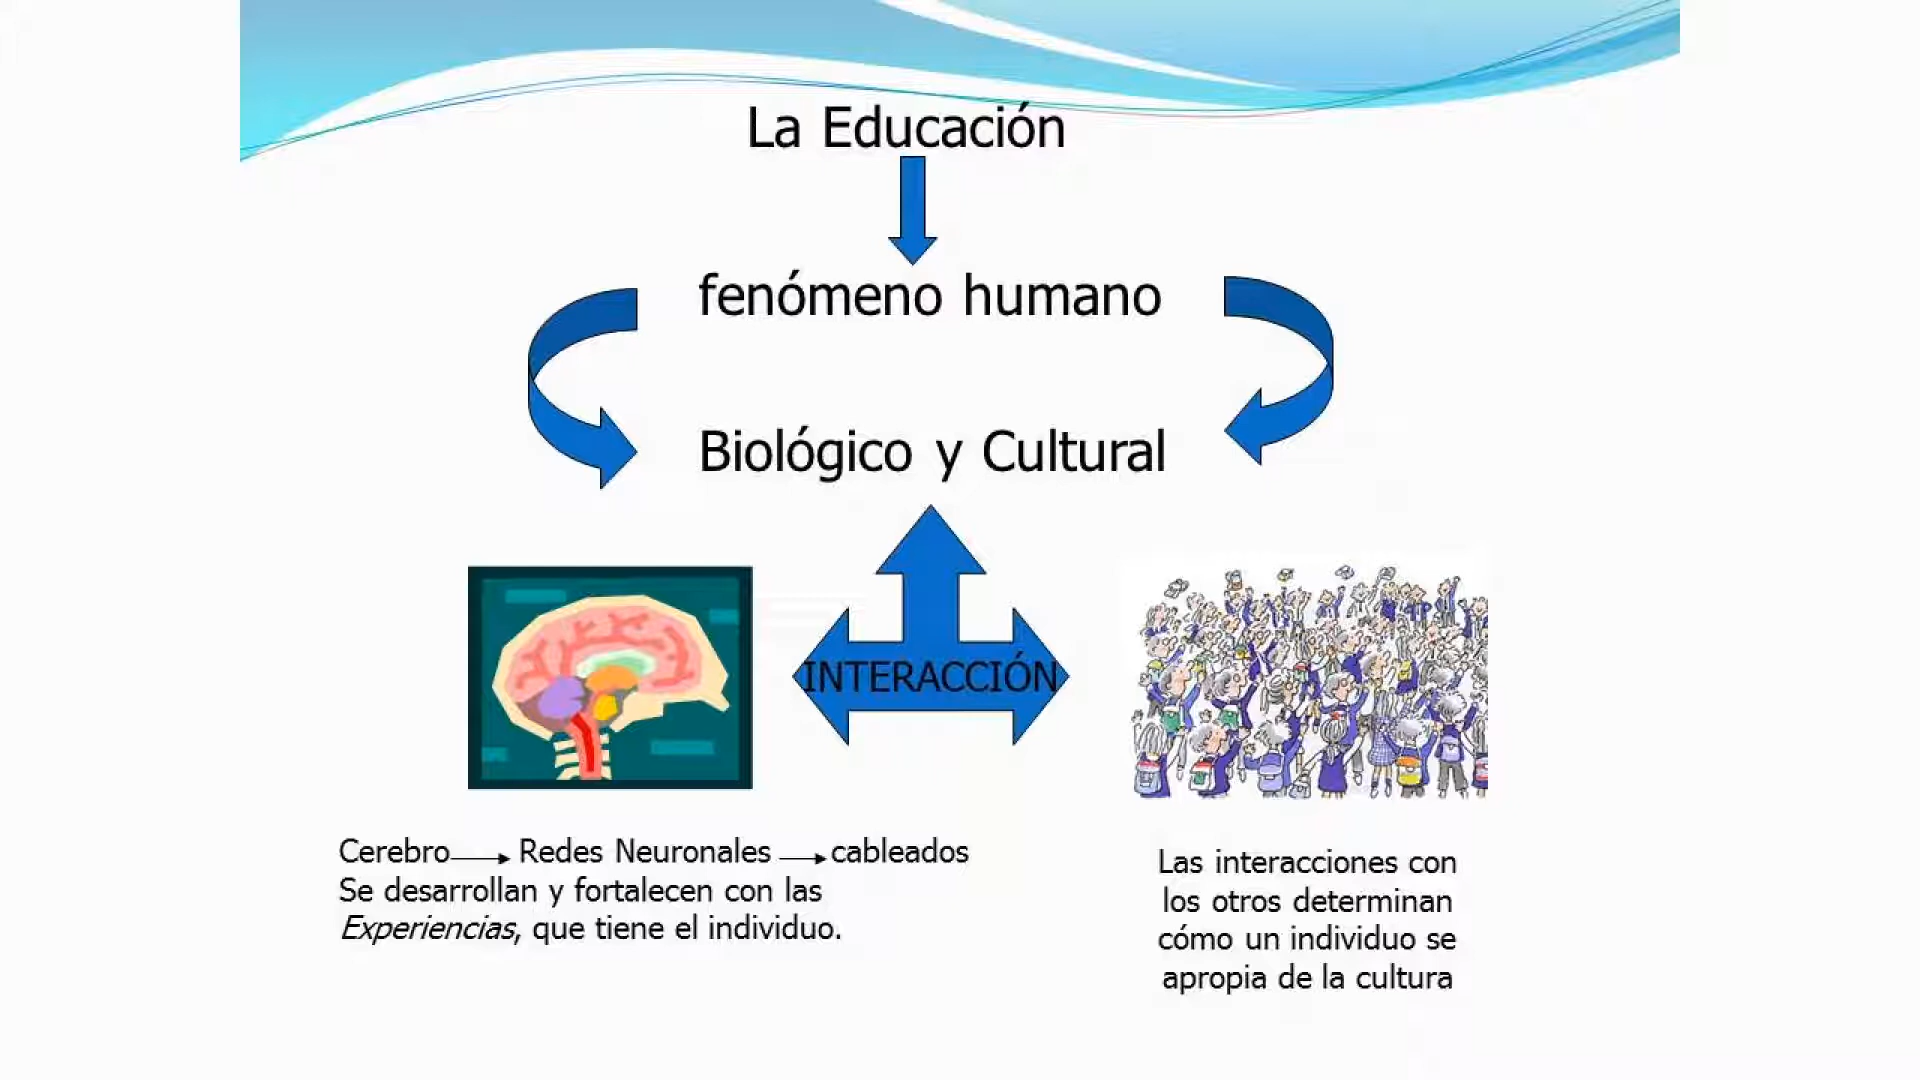 La Educación
fenómeno humano
Biológico y Cultural
INTERACCIÓN
Cerebro Redes Neuronales cableados
Se desarrollan y fortalecen con las
Experiencias, que tiene el individuo.
Las interacciones con
los otros determinan
cómo un individuo se
apropia de la cultura